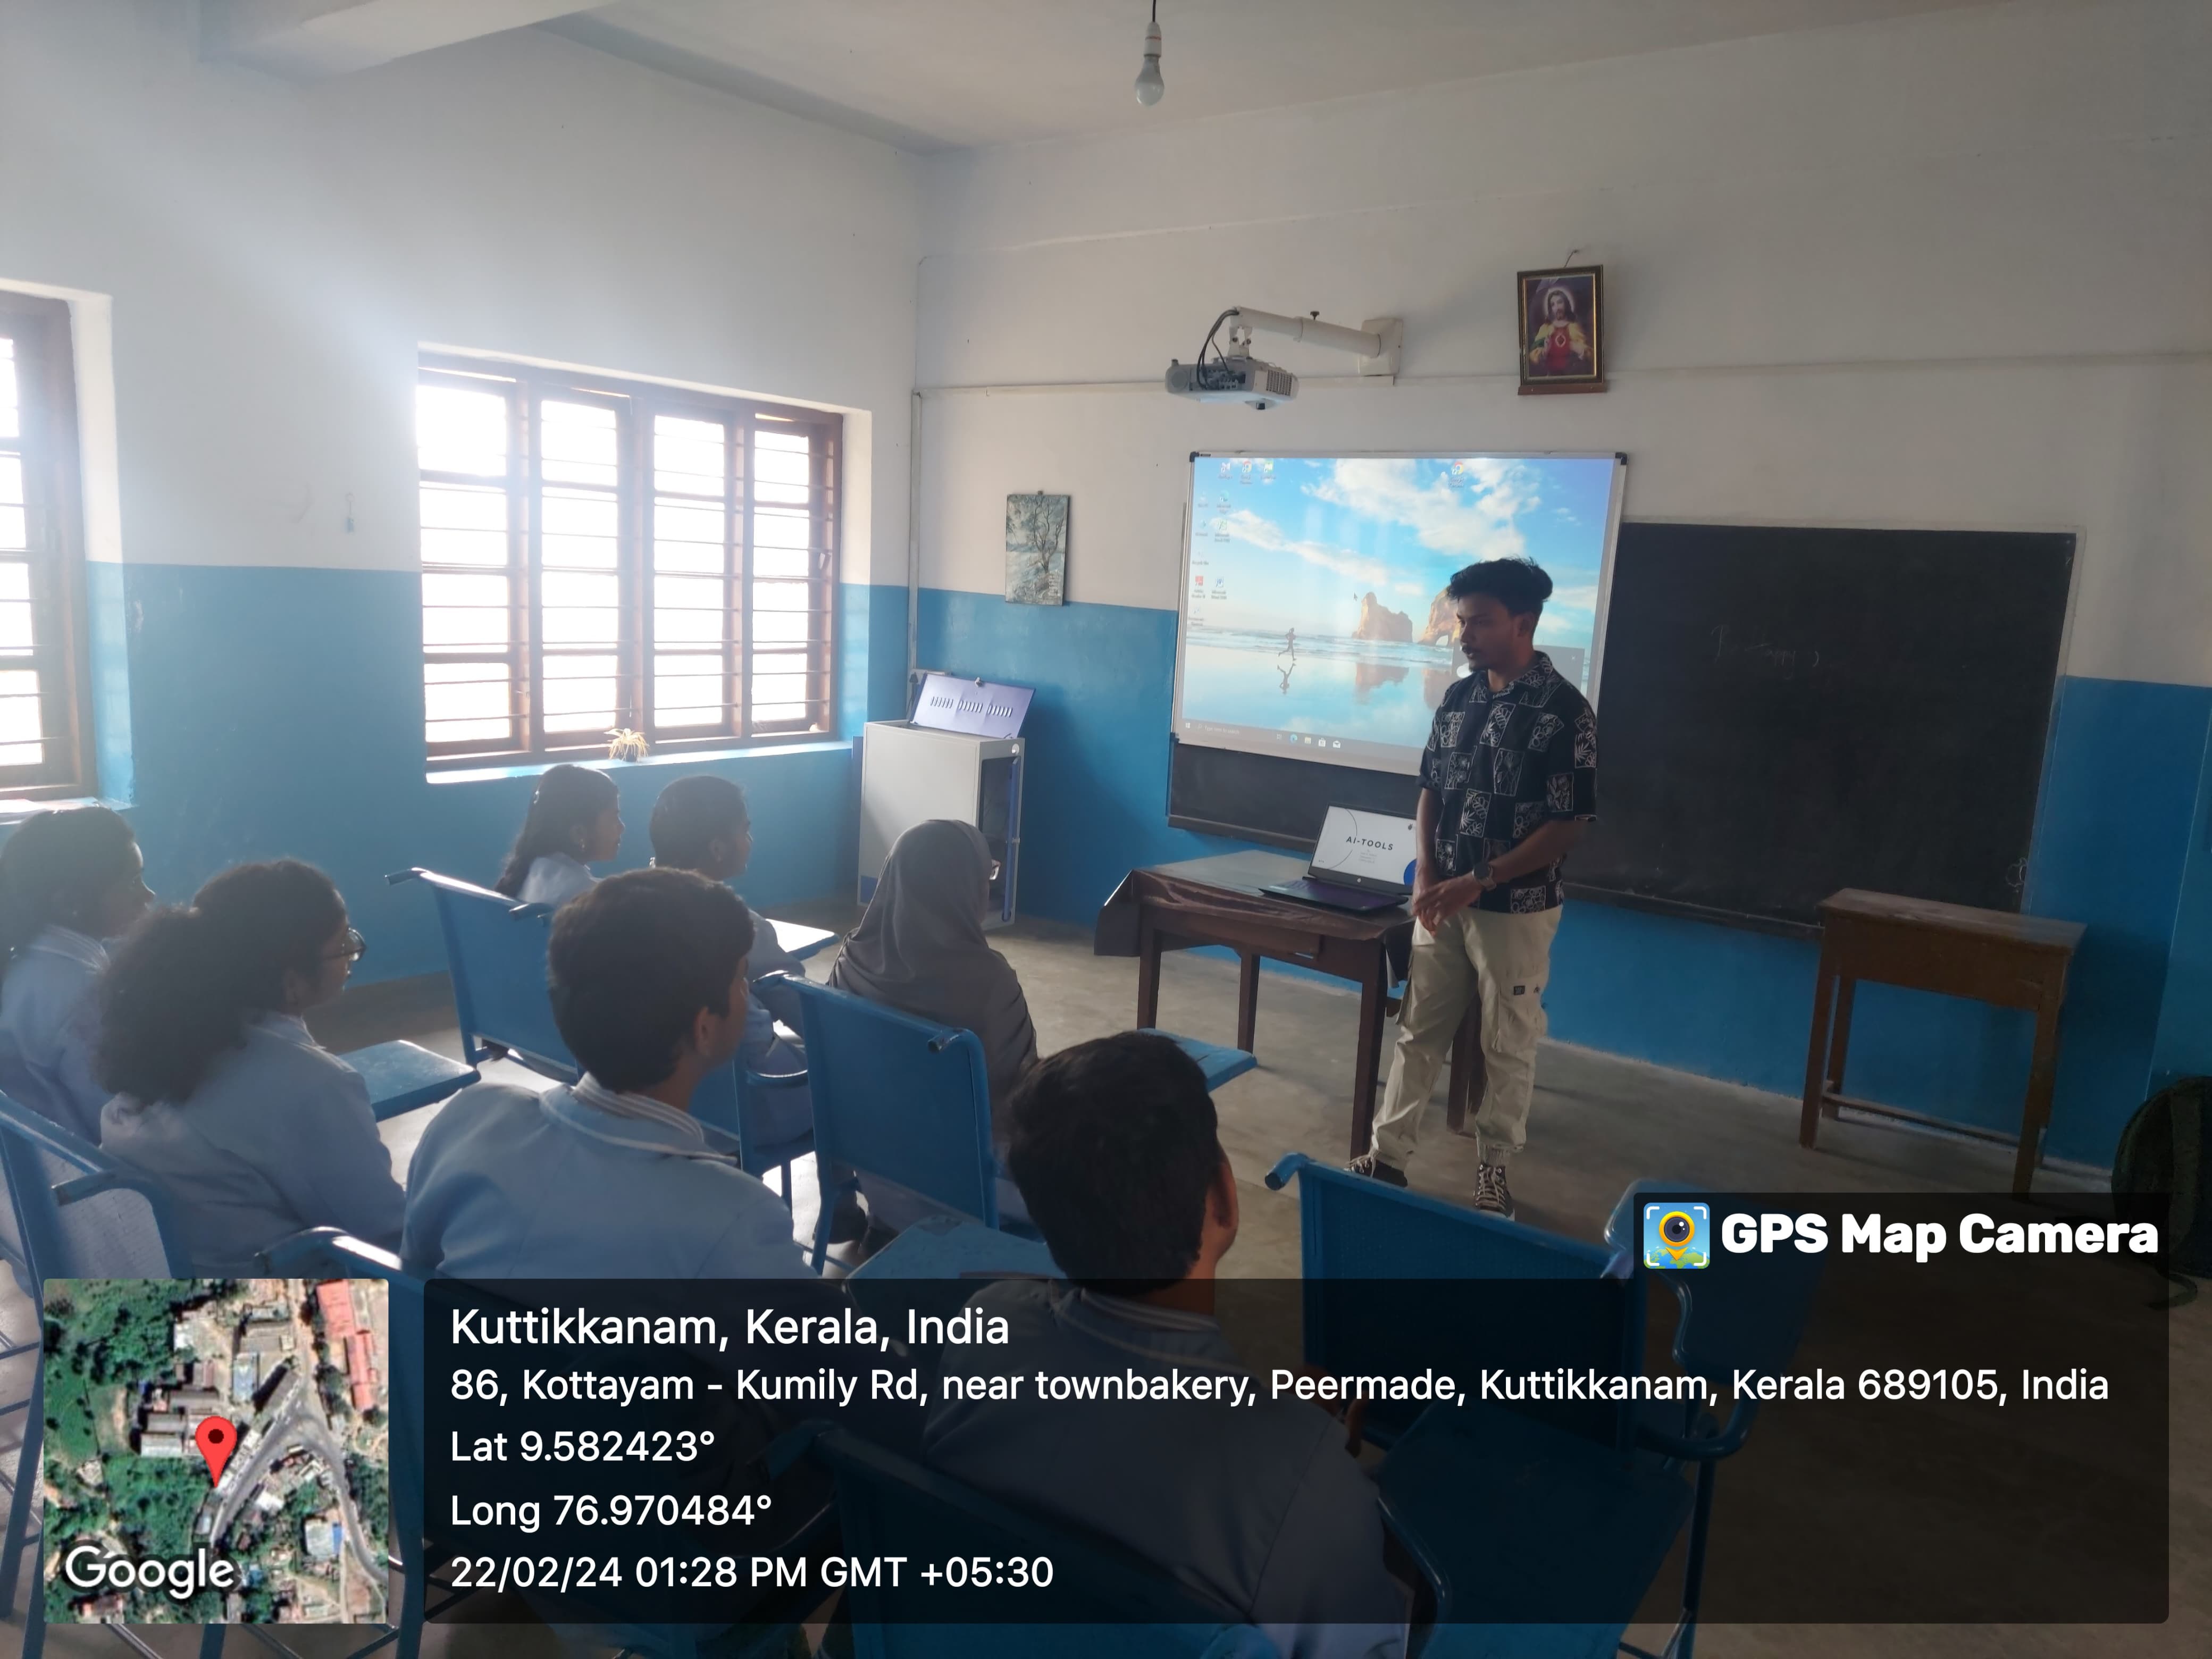 AI-TOOLS
GPS Map Camera
Kuttikkanam, Kerala, India
86, Kottayam - Kumily Rd, near townbakery, Peermade, Kuttikkanam, Kerala 689105, India
Lat 9.582423°
Long 76.970484°
22/02/24 01:28 PM GMT +05:30
Google